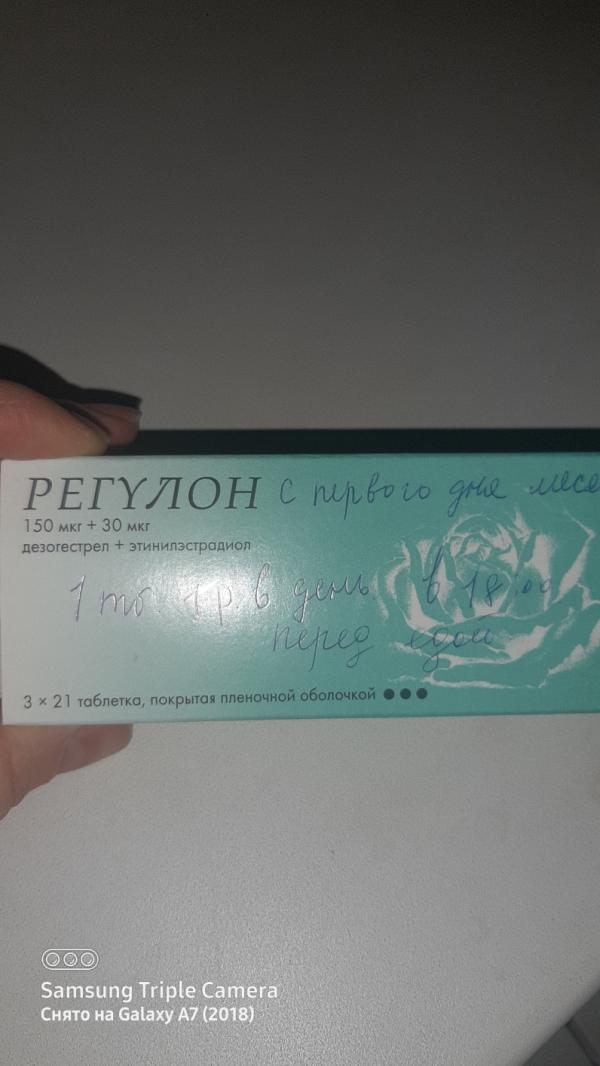 РЕГУЛОН С первого дня меся
150 мкг + 30 мкг
дезогестрел + этинилэстрадиол
1 тб. 1 р. в день в 18:00
перед едой
3 × 21 таблетка, покрытая пленочной оболочкой
Samsung Triple Camera
Снято на Galaxy A7 (2018)